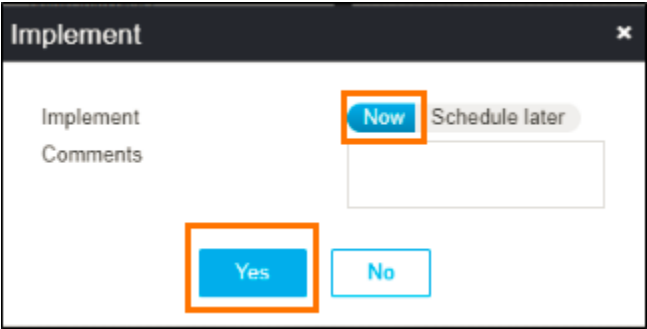 Implement ×
Implement Now Schedule later
Comments
Yes No